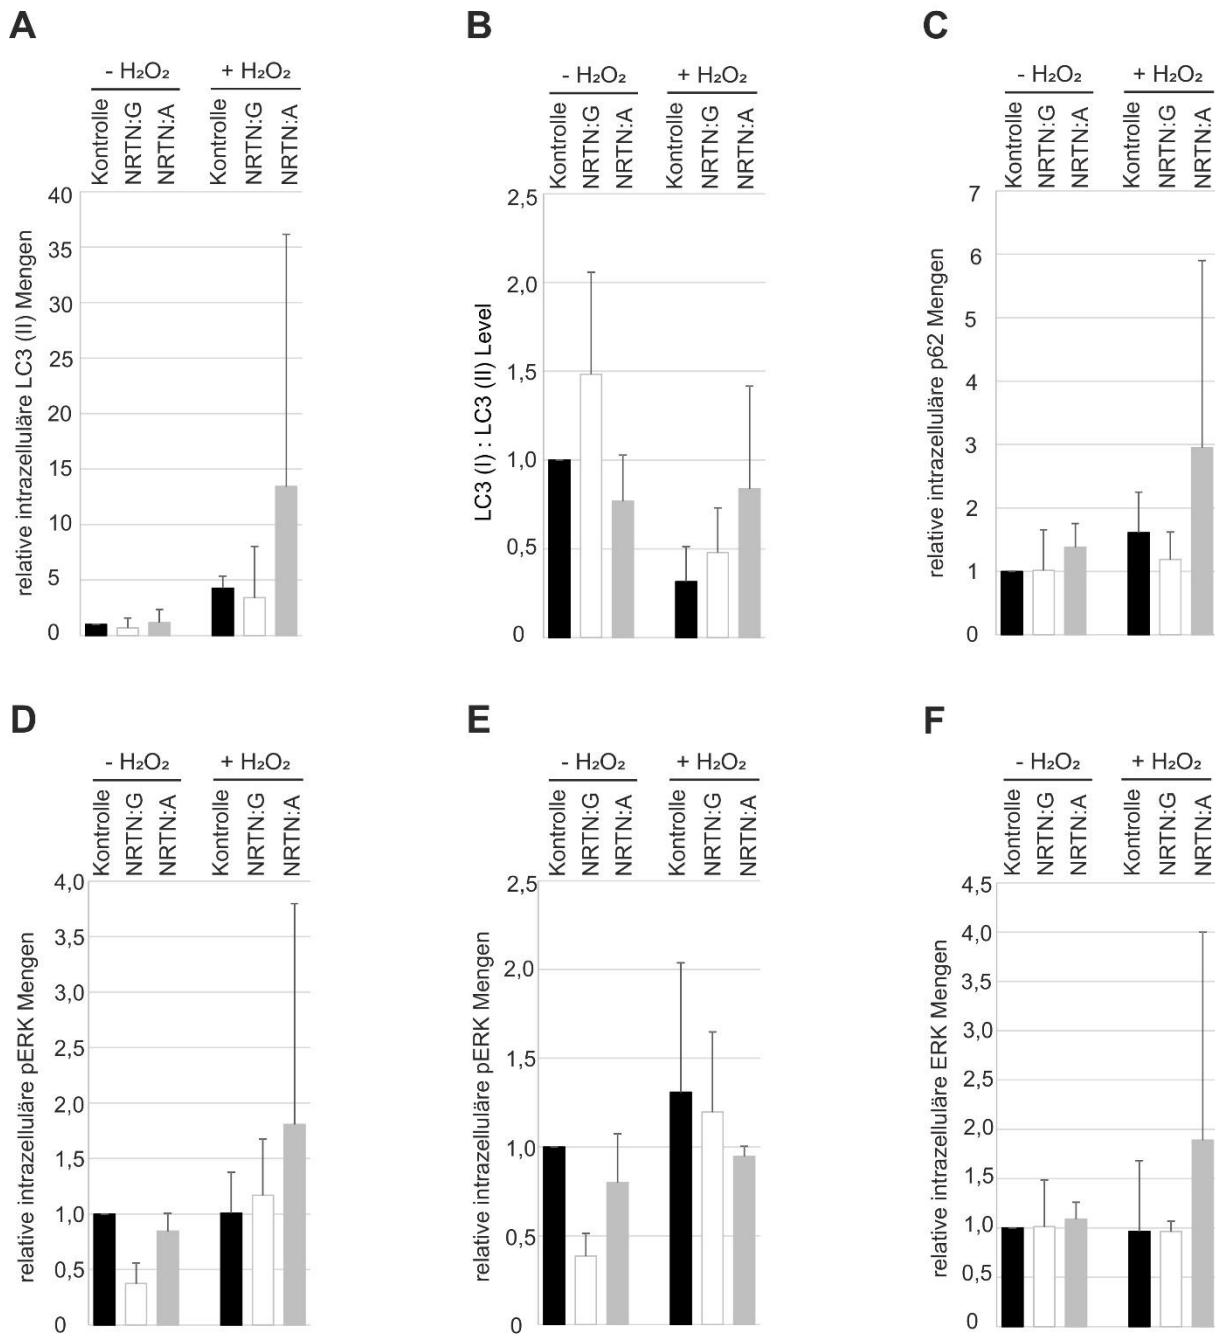 A
- H₂O₂
+ H₂O₂
Kontrolle
NRTN:G
NRTN:A
Kontrolle
NRTN:G
NRTN:A
relative intrazelluläre LC3 (II) Mengen
40
35
30
25
20
15
10
5
0
B
- H₂O₂
+ H₂O₂
Kontrolle
NRTN:G
NRTN:A
Kontrolle
NRTN:G
NRTN:A
LC3 (I) : LC3 (II) Level
2,5
2,0
1,5
1,0
0,5
0
C
- H₂O₂
+ H₂O₂
Kontrolle
NRTN:G
NRTN:A
Kontrolle
NRTN:G
NRTN:A
relative intrazelluläre p62 Mengen
7
6
5
4
3
2
1
0
D
- H₂O₂
+ H₂O₂
Kontrolle
NRTN:G
NRTN:A
Kontrolle
NRTN:G
NRTN:A
relative intrazelluläre pERK Mengen
4,0
3,5
3,0
2,5
2,0
1,5
1,0
0,5
0
E
- H₂O₂
+ H₂O₂
Kontrolle
NRTN:G
NRTN:A
Kontrolle
NRTN:G
NRTN:A
relative intrazelluläre pERK Mengen
2,5
2,0
1,5
1,0
0,5
0
F
- H₂O₂
+ H₂O₂
Kontrolle
NRTN:G
NRTN:A
Kontrolle
NRTN:G
NRTN:A
relative intrazelluläre ERK Mengen
4,5
4,0
3,5
3,0
2,5
2,0
1,5
1,0
0,5
0